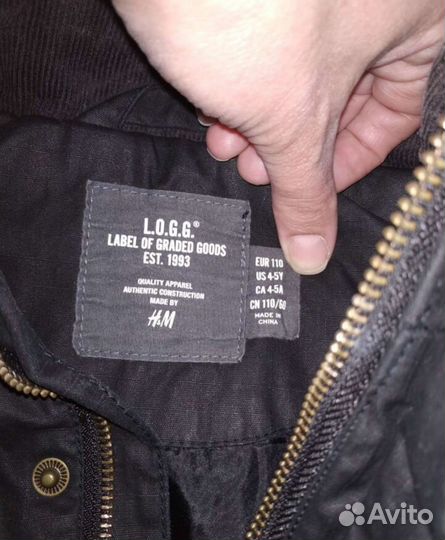 L.O.G.G.®
LABEL OF GRADED GOODS
EST. 1993
QUALITY APPAREL
AUTHENTIC CONSTRUCTION
MADE BY
H&M
EUR 110
US 4-5Y
CA 4-5A
CN 110/60
MADE IN
CHINA
Avito